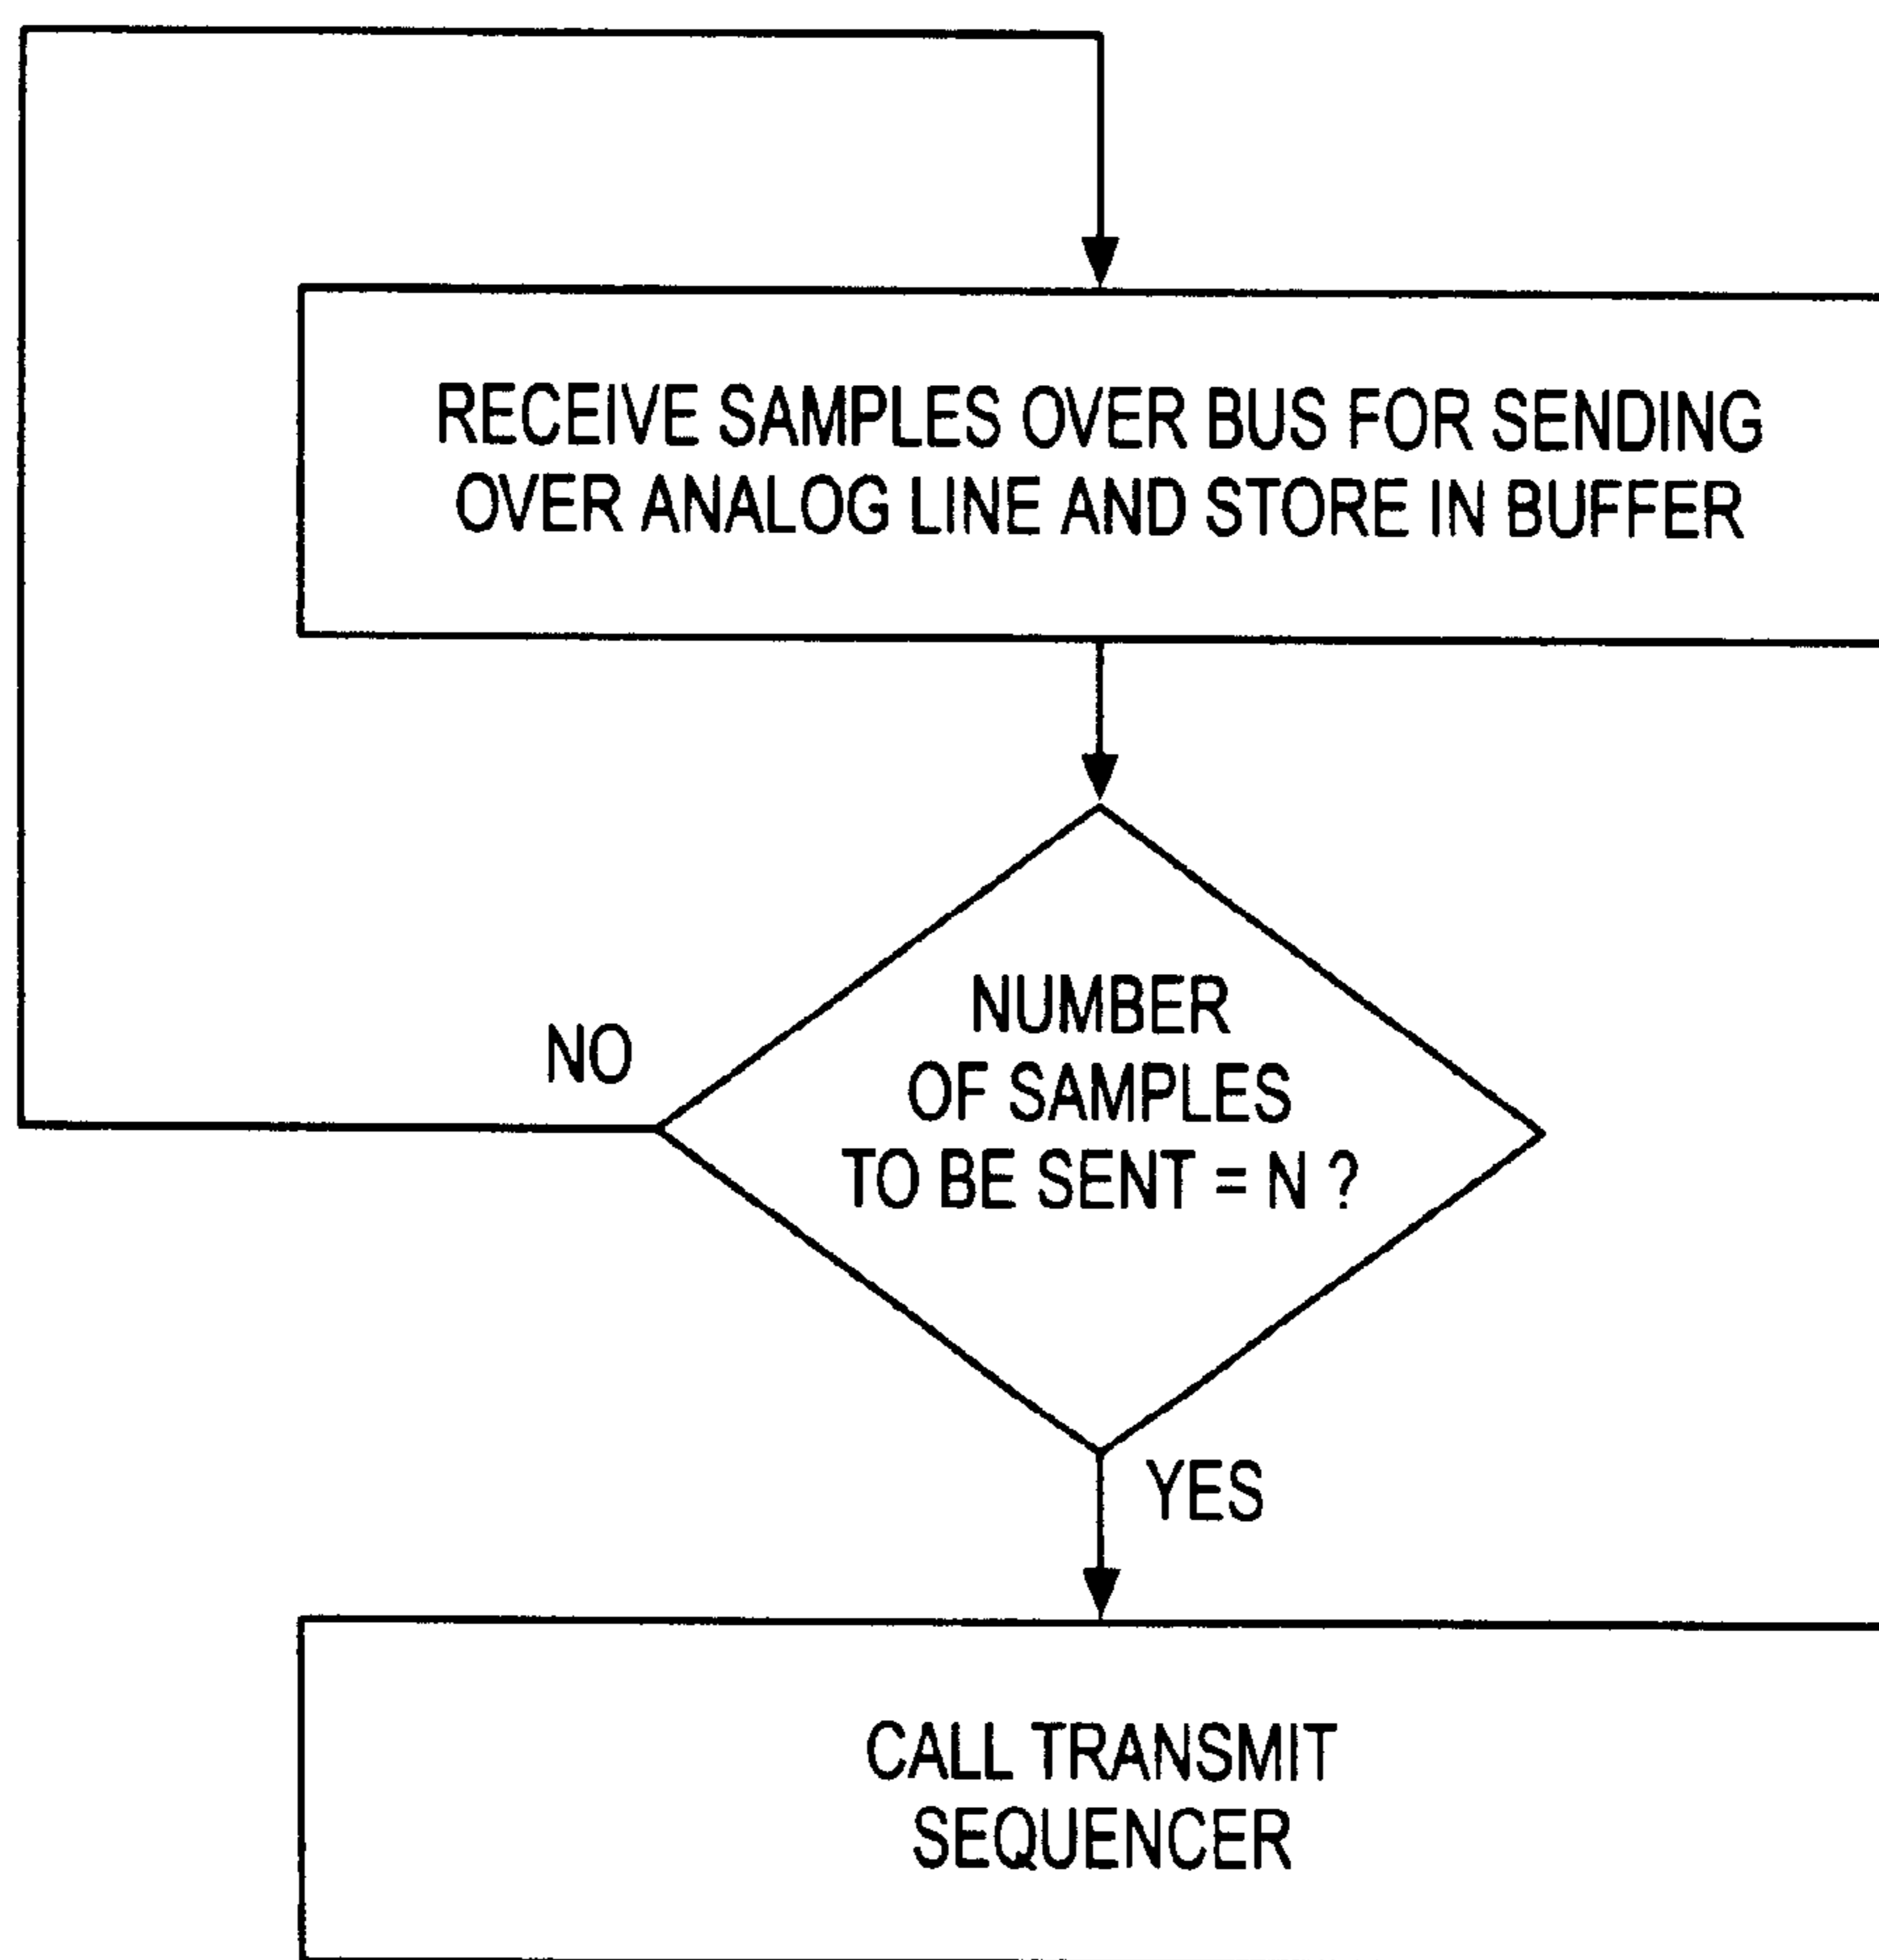 RECEIVE SAMPLES OVER BUS FOR SENDING
OVER ANALOG LINE AND STORE IN BUFFER
NUMBER
OF SAMPLES
TO BE SENT = N ?
NO
YES
CALL TRANSMIT
SEQUENCER